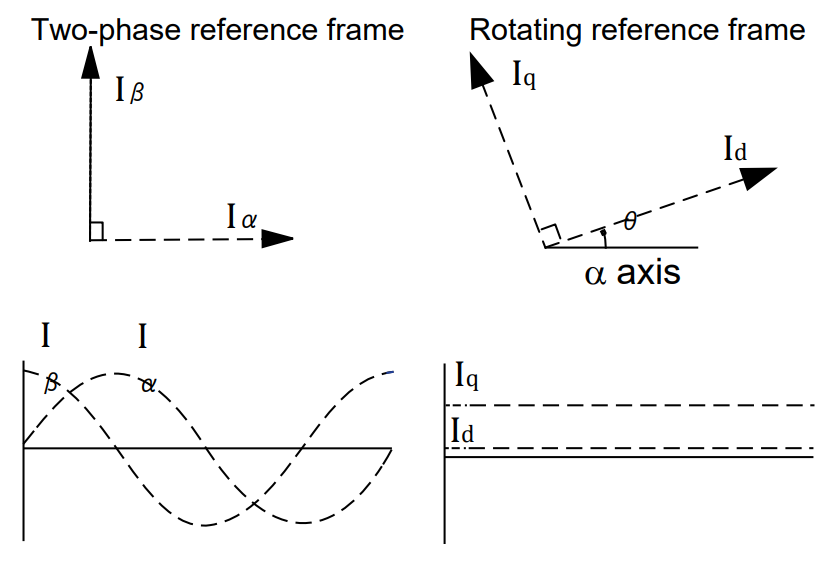 Two-phase reference frame
Rotating reference frame
Iβ
Iq
Id
Iα
θ
α axis
I I
β α
Iq
Id